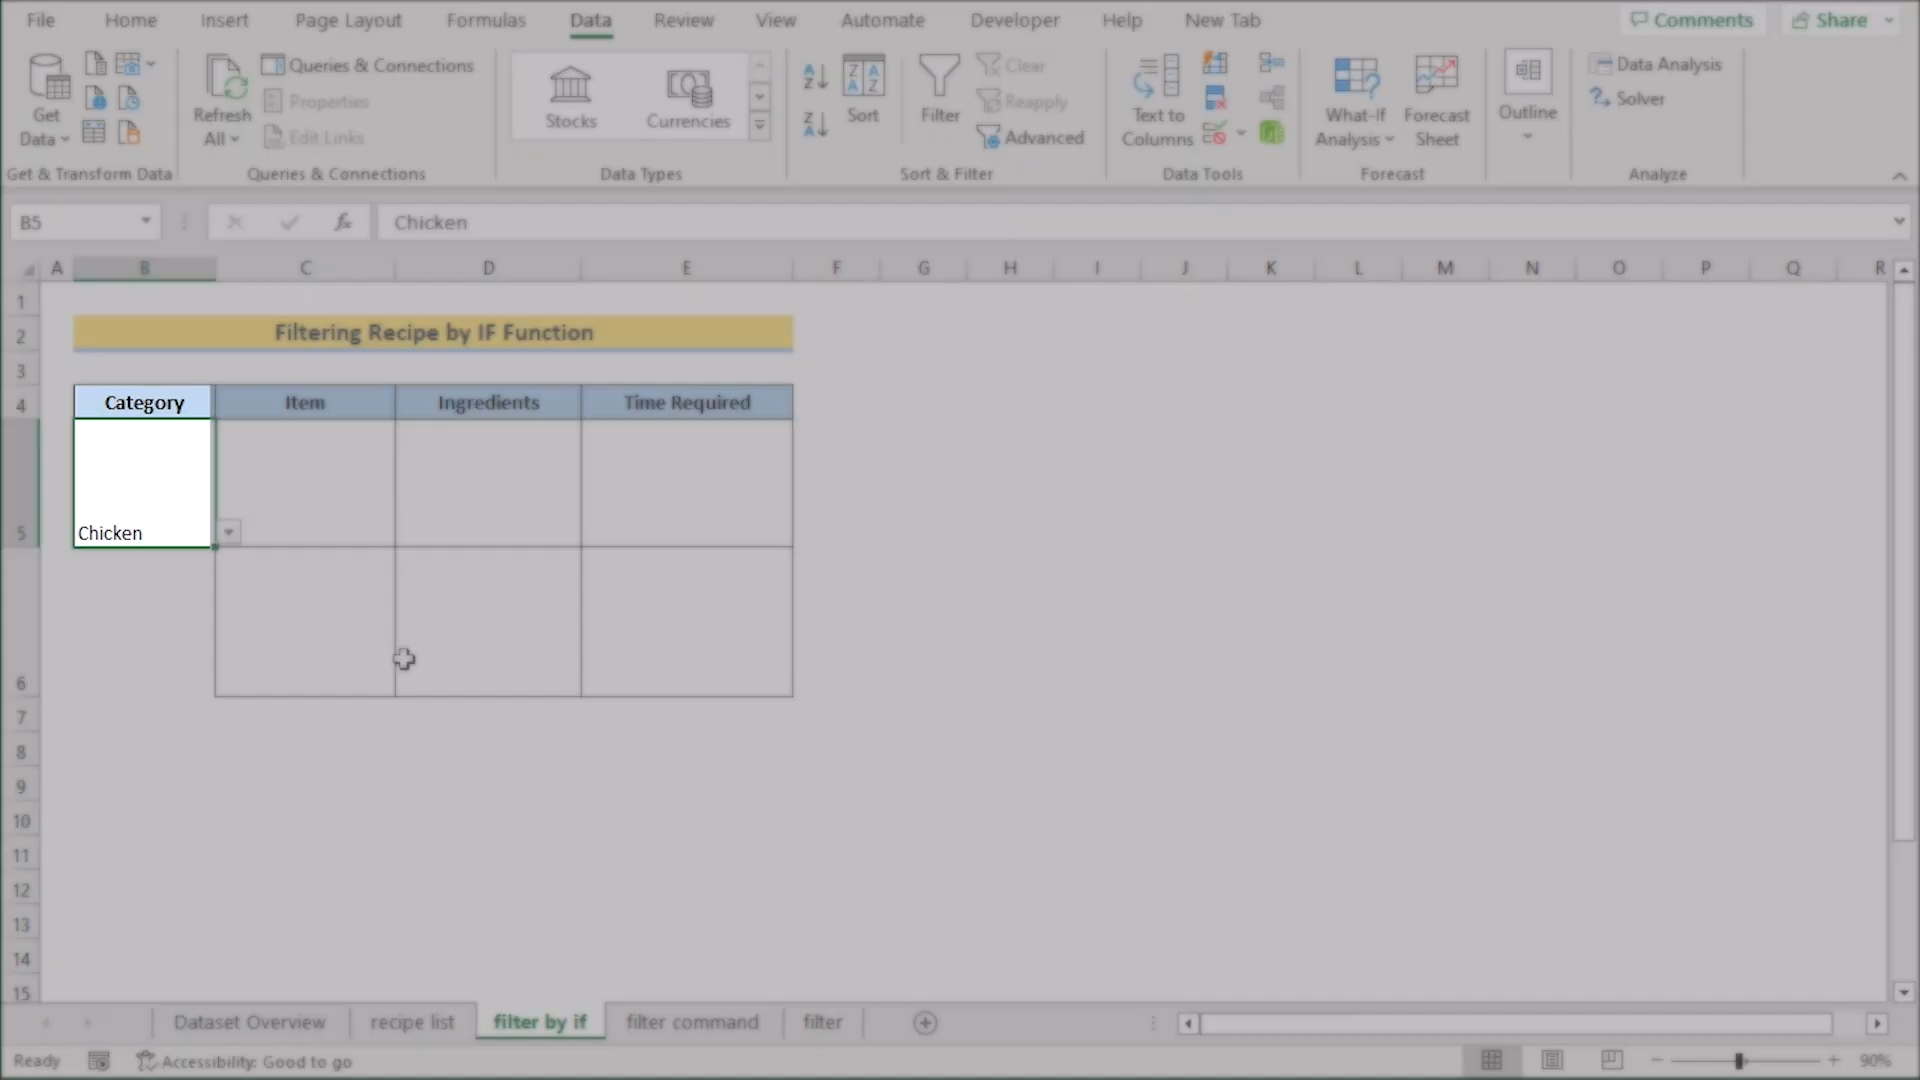 File Home Insert Page Layout Formulas Data Review View Automate Developer Help New Tab Comments Share
Get Data
Refresh All
Queries & Connections
Properties
Edit Links
Stocks
Currencies
Sort
Filter
Clear
Reapply
Advanced
Text to Columns
What-If Analysis
Forecast Sheet
Outline
Data Analysis
Solver
Get & Transform Data Queries & Connections Data Types Sort & Filter Data Tools Forecast Analyze
B5 fx Chicken
A B C D E F G H I J K L M N O P Q R
1
2 Filtering Recipe by IF Function
3
4 Category Item Ingredients Time Required
5 Chicken
6
7
8
9
10
11
12
13
14
15
Dataset Overview recipe list filter by if filter command filter
Ready Accessibility: Good to go 90%